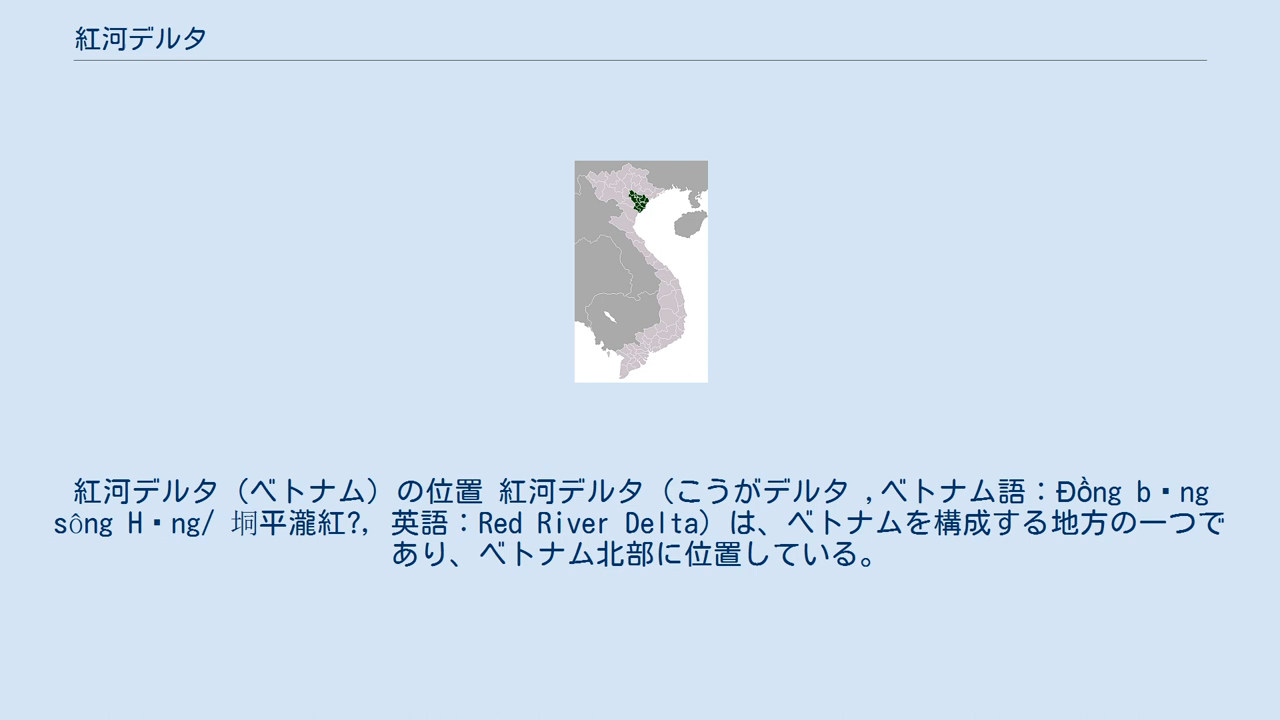 紅河デルタ
紅河デルタ（ベトナム）の位置 紅河デルタ（こうがデルタ ,ベトナム語：Đồng b・ng
sông H・ng/ 垌平瀧紅?, 英語：Red River Delta）は、ベトナムを構成する地方の一つで
あり、ベトナム北部に位置している。